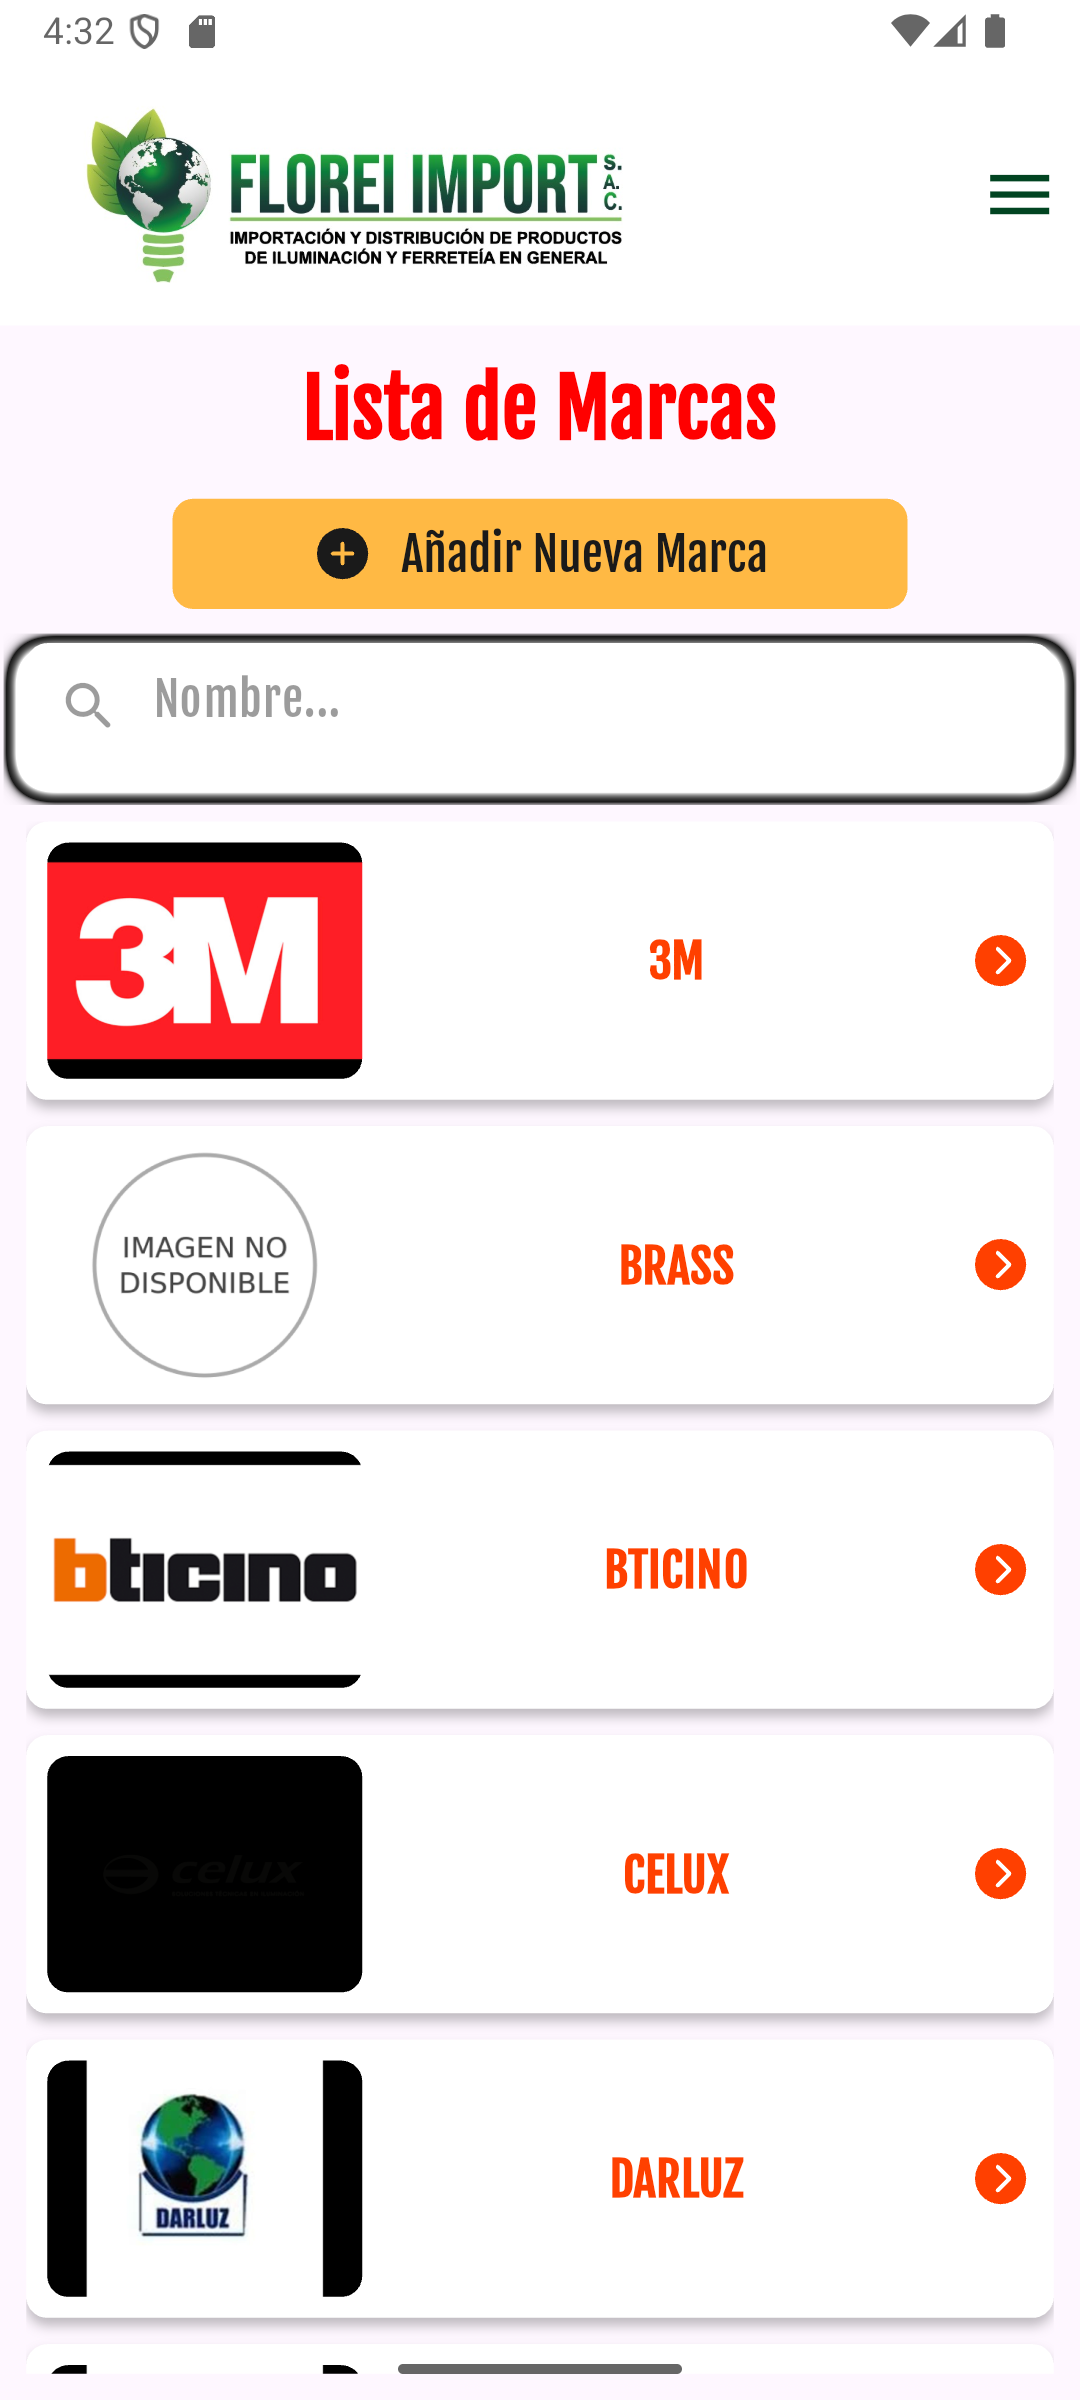 4:32
FLOREI IMPORT S.A.C.
IMPORTACIÓN Y DISTRIBUCIÓN DE PRODUCTOS
DE ILUMINACIÓN Y FERRETEÍA EN GENERAL
Lista de Marcas
Añadir Nueva Marca
Nombre...
3M
3M
IMAGEN NO
DISPONIBLE
BRASS
bticino
BTICINO
celux
CELUX
DARLUZ
DARLUZ